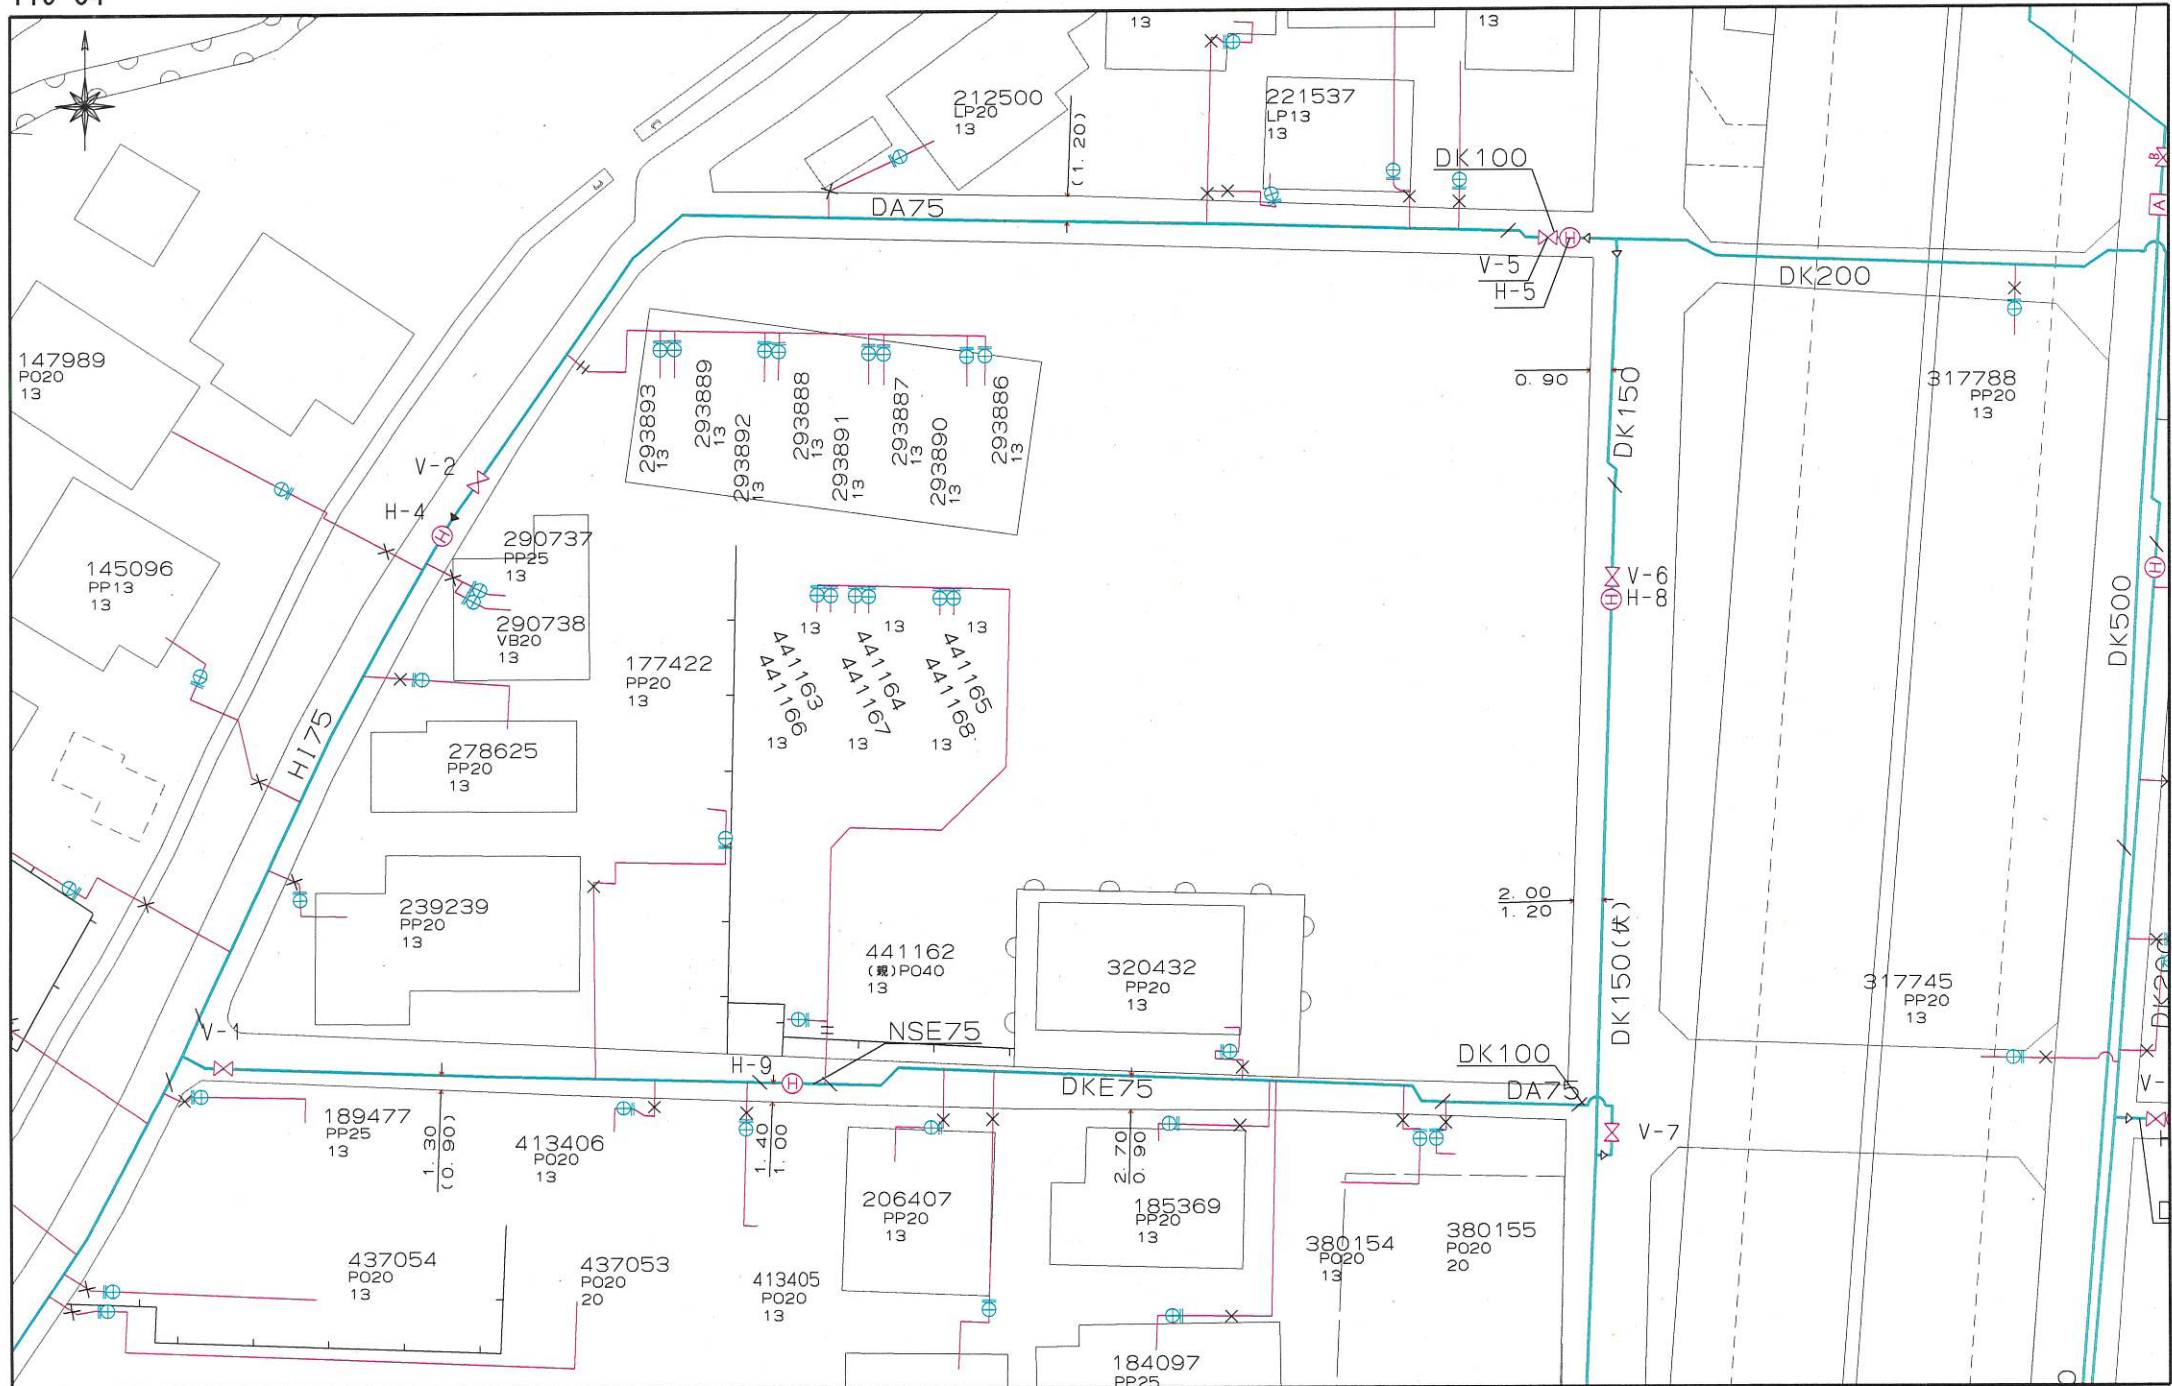 13
13
212500
LP20
13
(1.20)
221537
LP13
13
DK100
DA75
V-5
H-5
DK200
147989
PO20
13
0.90
DK150
317788
PP20
13
293893
13
293889
13
293892
13
293888
13
293891
13
293887
13
293890
13
293886
13
V-2
H-4
H
H
290737
PP25
13
145096
PP13
13
290738
VB20
13
V-6
H-8
H
H
DK500
A
B
177422
PP20
13
13
13
13
441163
441166
441164
441167
441165
441168
13
13
13
HI75
278625
PP20
13
239239
PP20
13
441162
(親)PO40
13
320432
PP20
13
2.00
1.20
DK150(伏)
317745
PP20
13
V-1
NSE75
H-9
H
DKE75
DK100
DA75
V-7
V-
189477
PP25
13
1.30
(0.90)
413406
PO20
13
1.40
1.00
2.70
0.90
206407
PP20
13
185369
PP20
13
380154
PO20
13
380155
PO20
20
437054
PO20
13
437053
PO20
20
413405
PO20
13
184097
PP25